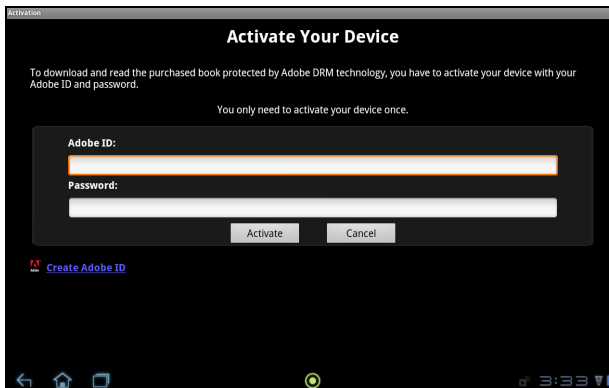 Activation
Activate Your Device
To download and read the purchased book protected by Adobe DRM technology, you have to activate your device with your
Adobe ID and password.
You only need to activate your device once.
Adobe ID:
Password:
Activate Cancel
Adobe Create Adobe ID
3:33